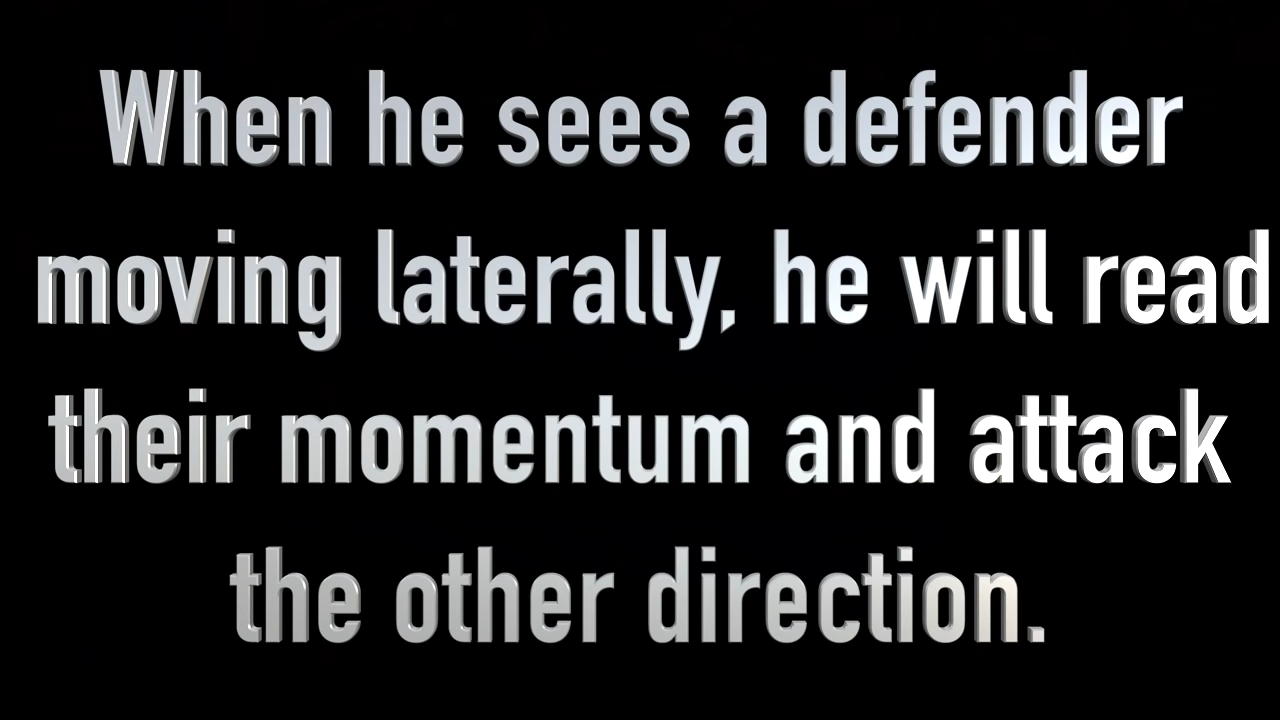 When he sees a defender
moving laterally, he will read
their momentum and attack
the other direction.